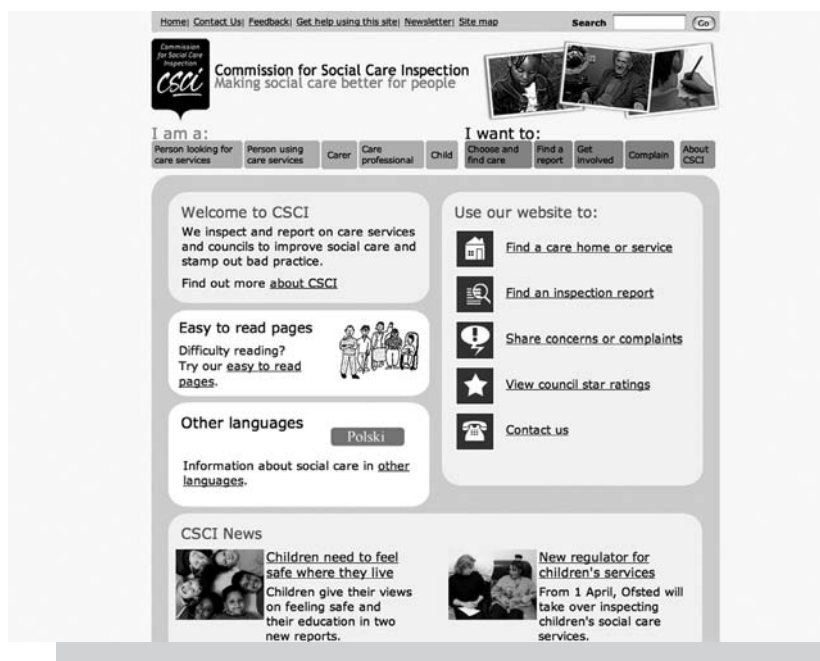 Home| Contact Us| Feedback| Get help using this site| Newsletter| Site map
Search
Go
Commission
for Social Care
Inspection
CSCI
Commission for Social Care Inspection
Making social care better for people
I am a:
Person looking for
care services
Person using
care services
Carer
Care
professional
Child
I want to:
Choose and
find care
Find a
report
Get
involved
Complain
About
CSCI
Welcome to CSCI
We inspect and report on care services
and councils to improve social care and
stamp out bad practice.
Find out more about CSCI
Easy to read pages
Difficulty reading?
Try our easy to read
pages.
Other languages
Polski
Information about social care in other
languages.
Use our website to:
Find a care home or service
Find an inspection report
Share concerns or complaints
View council star ratings
Contact us
CSCI News
Children need to feel
safe where they live
Children give their views
on feeling safe and
their education in two
new reports.
New regulator for
children's services
From 1 April, Ofsted will
take over inspecting
children's social care
services.